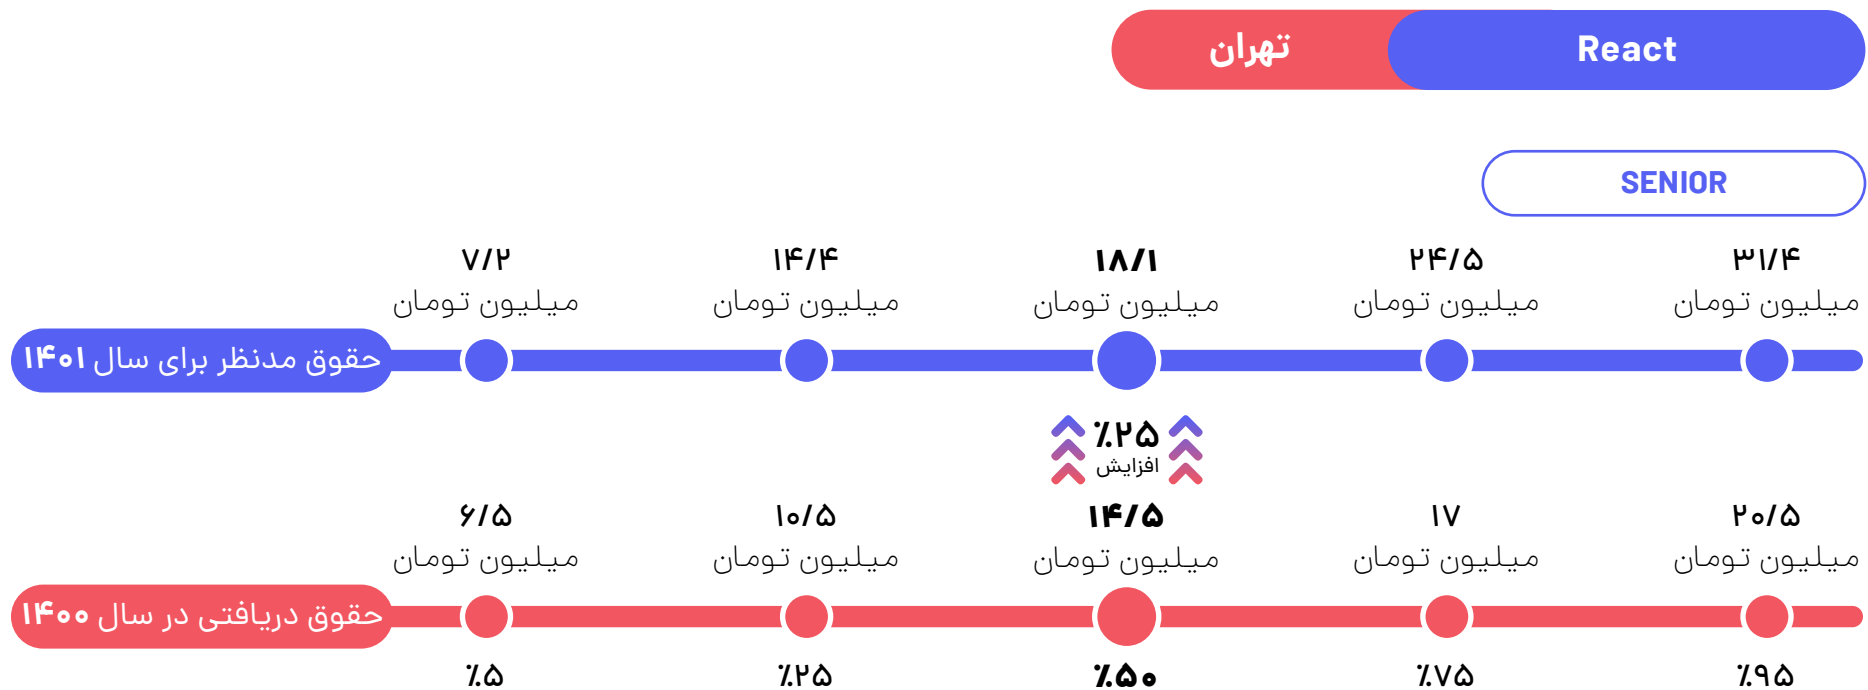 React
تهران
SENIOR
۷/۲ ۱۴/۴ ۱۸/۱ ۲۴/۵ ۳۱/۴
میلیون تومان میلیون تومان میلیون تومان میلیون تومان میلیون تومان
حقوق مدنظر برای سال ۱۴۰۱
٪۲۵
افزایش
۶/۵ ۱۰/۵ ۱۴/۵ ۱۷ ۲۰/۵
میلیون تومان میلیون تومان میلیون تومان میلیون تومان میلیون تومان
حقوق دریافتی در سال ۱۴۰۰
٪۵ ٪۲۵ ٪۵۰ ٪۷۵ ٪۹۵